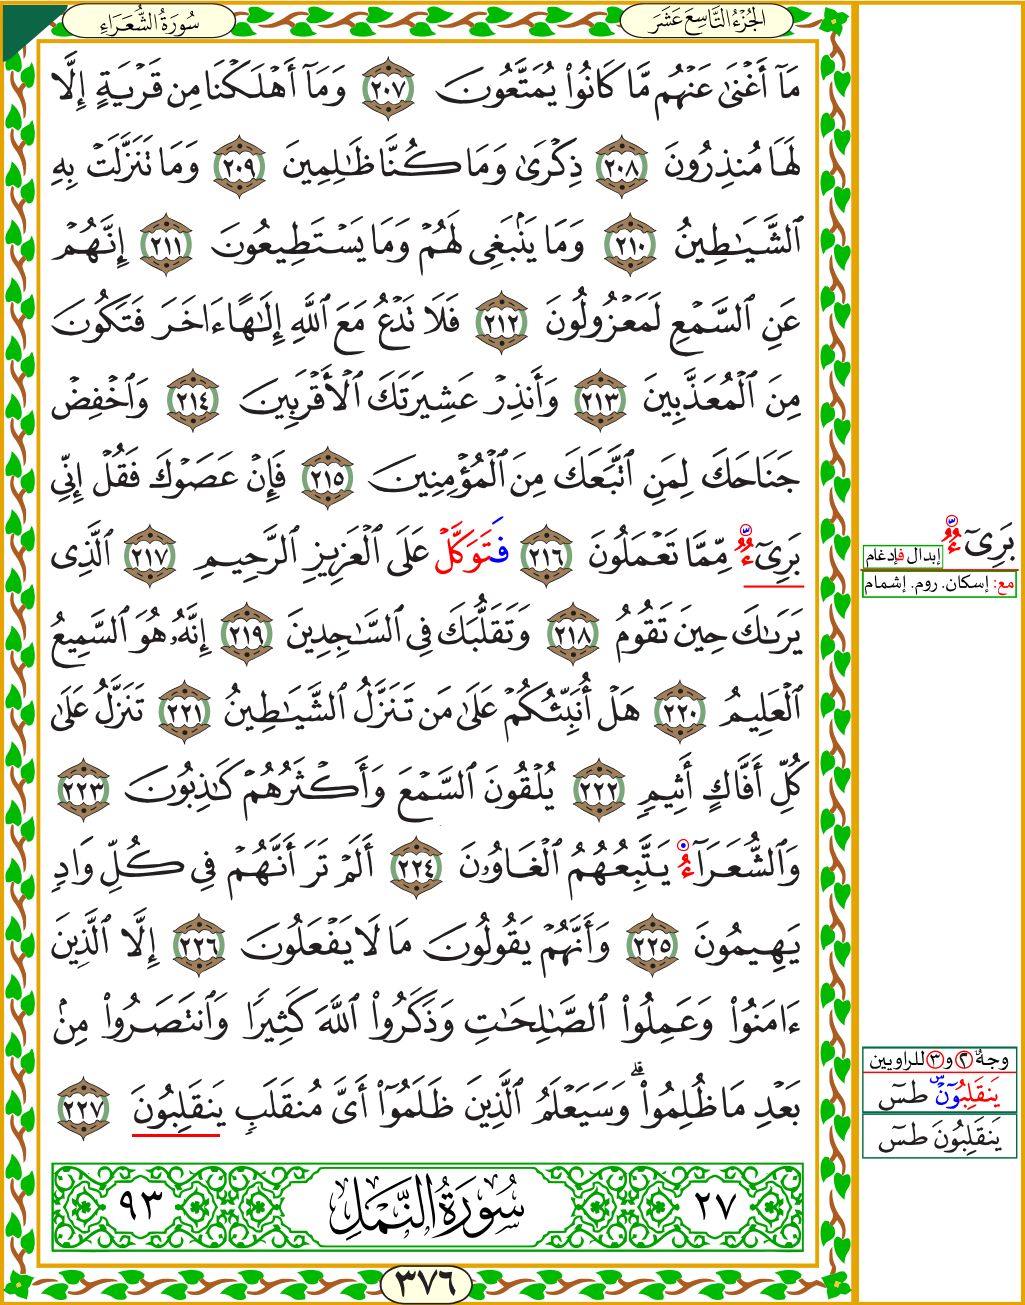 سُورَةُ الشُّعَرَاءِ
الجُزْءُ التَّاسِعَ عَشَرَ
مَآ أَغْنَىٰ عَنْهُم مَّا كَانُوا۟ يُمَتَّعُونَ ٢٠٧ وَمَآ أَهْلَكْنَا مِن قَرْيَةٍ إِلَّا
لَهَا مُنذِرُونَ ٢٠٨ ذِكْرَىٰ وَمَا كُنَّا ظَٰلِمِينَ ٢٠٩ وَمَا تَنَزَّلَتْ بِهِ
ٱلشَّيَٰطِينُ ٢١٠ وَمَا يَنۢبَغِى لَهُمْ وَمَا يَسْتَطِيعُونَ ٢١١ إِنَّهُمْ
عَنِ ٱلسَّمْعِ لَمَعْزُولُونَ ٢١٢ فَلَا تَدْعُ مَعَ ٱللَّهِ إِلَٰهًا ءَاخَرَ فَتَكُونَ
مِنَ ٱلْمُعَذَّبِينَ ٢١٣ وَأَنذِرْ عَشِيرَتَكَ ٱلْأَقْرَبِينَ ٢١٤ وَٱخْفِضْ
جَنَاحَكَ لِمَنِ ٱتَّبَعَكَ مِنَ ٱلْمُؤْمِنِينَ ٢١٥ فَإِنْ عَصَوْكَ فَقُلْ إِنِّى
بَرِىٓءٌ مِّمَّا تَعْمَلُونَ ٢١٦ فَتَوَكَّلْ عَلَى ٱلْعَزِيزِ ٱلرَّحِيمِ ٢١٧ ٱلَّذِى
يَرَىٰكَ حِينَ تَقُومُ ٢١٨ وَتَقَلُّبَكَ فِى ٱلسَّٰجِدِينَ ٢١٩ إِنَّهُۥ هُوَ ٱلسَّمِيعُ
ٱلْعَلِيمُ ٢٢٠ هَلْ أُنَبِّئُكُمْ عَلَىٰ مَن تَنَزَّلُ ٱلشَّيَٰطِينُ ٢٢١ تَنَزَّلُ عَلَىٰ
كُلِّ أَفَّاكٍ أَثِيمٍ ٢٢٢ يُلْقُونَ ٱلسَّمْعَ وَأَكْثَرُهُمْ كَٰذِبُونَ ٢٢٣
وَٱلشُّعَرَآءُ يَتَّبِعُهُمُ ٱلْغَاوُۥنَ ٢٢٤ أَلَمْ تَرَ أَنَّهُمْ فِى كُلِّ وَادٍ
يَهِيمُونَ ٢٢٥ وَأَنَّهُمْ يَقُولُونَ مَا لَا يَفْعَلُونَ ٢٢٦ إِلَّا ٱلَّذِينَ
ءَامَنُوا۟ وَعَمِلُوا۟ ٱلصَّٰلِحَٰتِ وَذَكَرُوا۟ ٱللَّهَ كَثِيرًا وَٱنتَصَرُوا۟ مِنۢ
بَعْدِ مَا ظُلِمُوا۟ ۗ وَسَيَعْلَمُ ٱلَّذِينَ ظَلَمُوٓا۟ أَىَّ مُنقَلَبٍ يَنقَلِبُونَ ٢٢٧
٢٧ سُورَةُ النَّمْلِ ٩٣
٣٧٦
بَرِىٓءٌ إبدال فإدغام
مع: إسكان. روم. إشمام
وجهٌ ٢ و ٣ للراويين
يَنقَلِبُونَ طسٓ
يَنقَلِبُونَ طسٓ